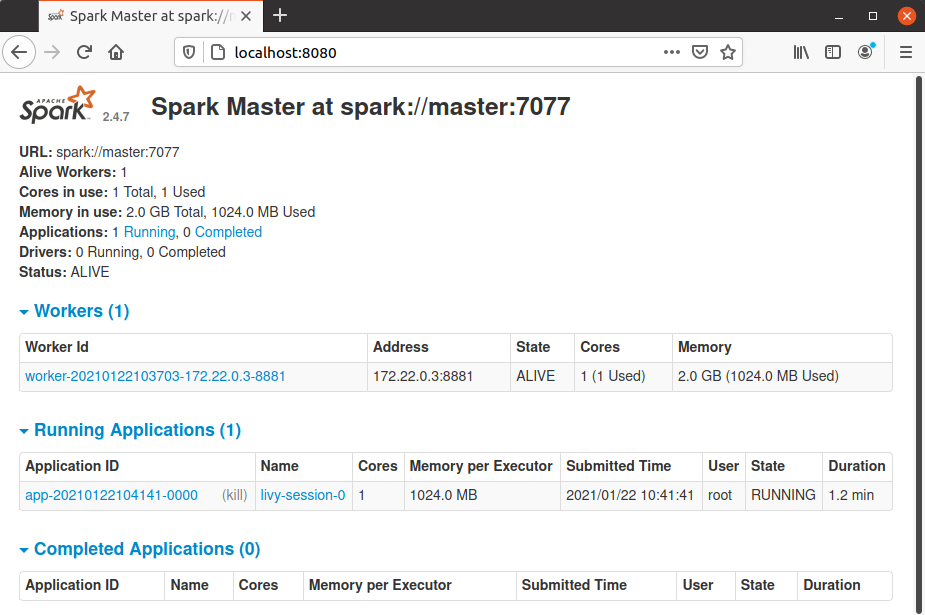 Spark Master at spark://
localhost:8080
APACHE
Spark 2.4.7 Spark Master at spark://master:7077
URL: spark://master:7077
Alive Workers: 1
Cores in use: 1 Total, 1 Used
Memory in use: 2.0 GB Total, 1024.0 MB Used
Applications: 1 Running, 0 Completed
Drivers: 0 Running, 0 Completed
Status: ALIVE
Workers (1)
Worker Id Address State Cores Memory
worker-20210122103703-172.22.0.3-8881 172.22.0.3:8881 ALIVE 1 (1 Used) 2.0 GB (1024.0 MB Used)
Running Applications (1)
Application ID Name Cores Memory per Executor Submitted Time User State Duration
app-20210122104141-0000 (kill) livy-session-0 1 1024.0 MB 2021/01/22 10:41:41 root RUNNING 1.2 min
Completed Applications (0)
Application ID Name Cores Memory per Executor Submitted Time User State Duration